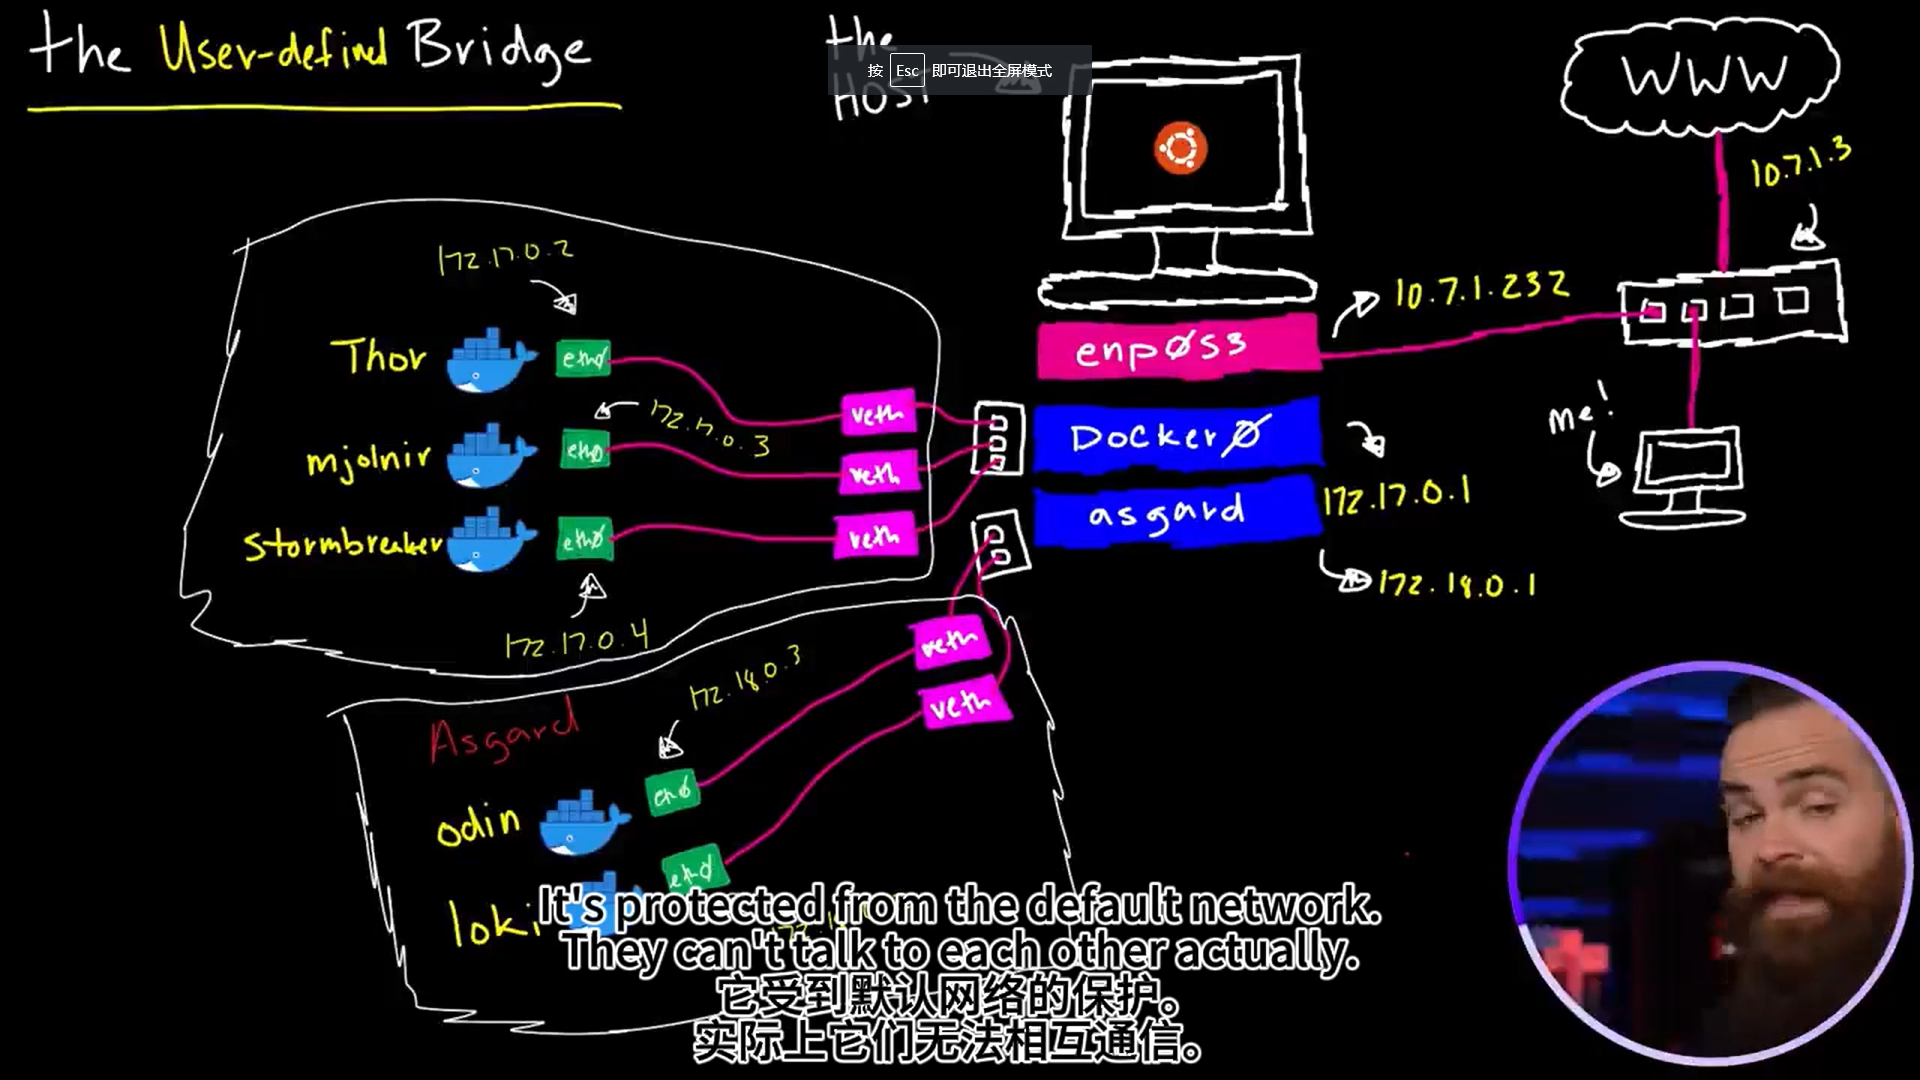 the User-defined Bridge
the
Host
按 Esc 即可退出全屏模式
WWW
10.7.1.3
172.17.0.2
10.7.1.232
Thor
eth0
enp0s3
veth
me!
mjolnir
eth0
172.17.0.3
veth
Docker0
172.17.0.1
stormbreaker
eth0
veth
asgard
172.18.0.1
172.17.0.4
veth
172.18.0.3
veth
Asgard
odin
eth0
loki
It's protected from the default network.
They can't talk to each other actually.
它受到默认网络的保护。
实际上它们无法相互通信。